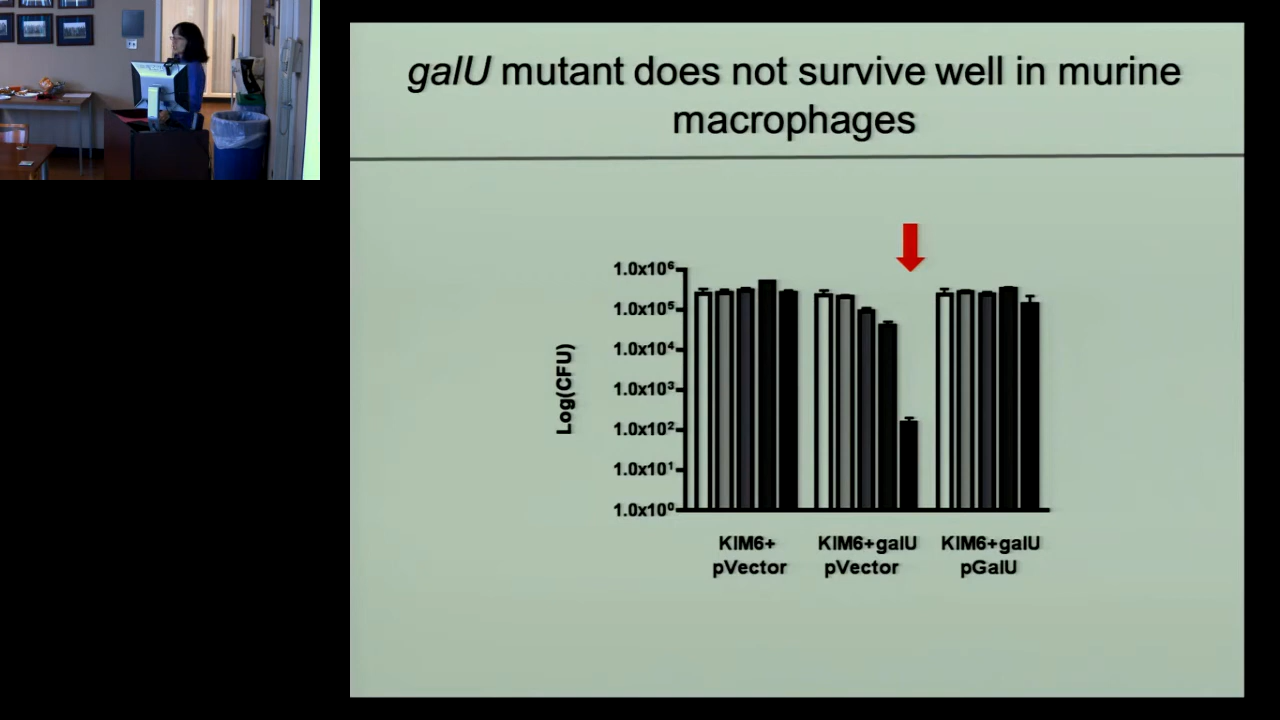 galU mutant does not survive well in murine
macrophages
1.0x10⁶
1.0x10⁵
1.0x10⁴
1.0x10³
1.0x10²
1.0x10¹
1.0x10⁰
Log(CFU)
KIM6+
pVector
KIM6+galU
pVector
KIM6+galU
pGalU